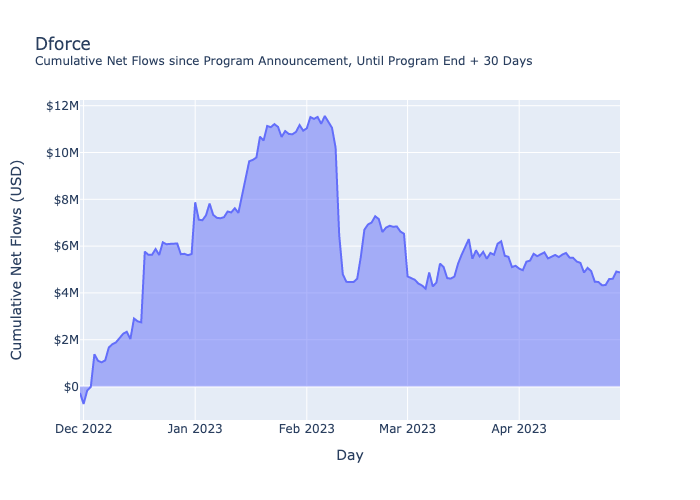 Dforce
Cumulative Net Flows since Program Announcement, Until Program End + 30 Days
Cumulative Net Flows (USD)
$12M
$10M
$8M
$6M
$4M
$2M
$0
Dec 2022 Jan 2023 Feb 2023 Mar 2023 Apr 2023
Day